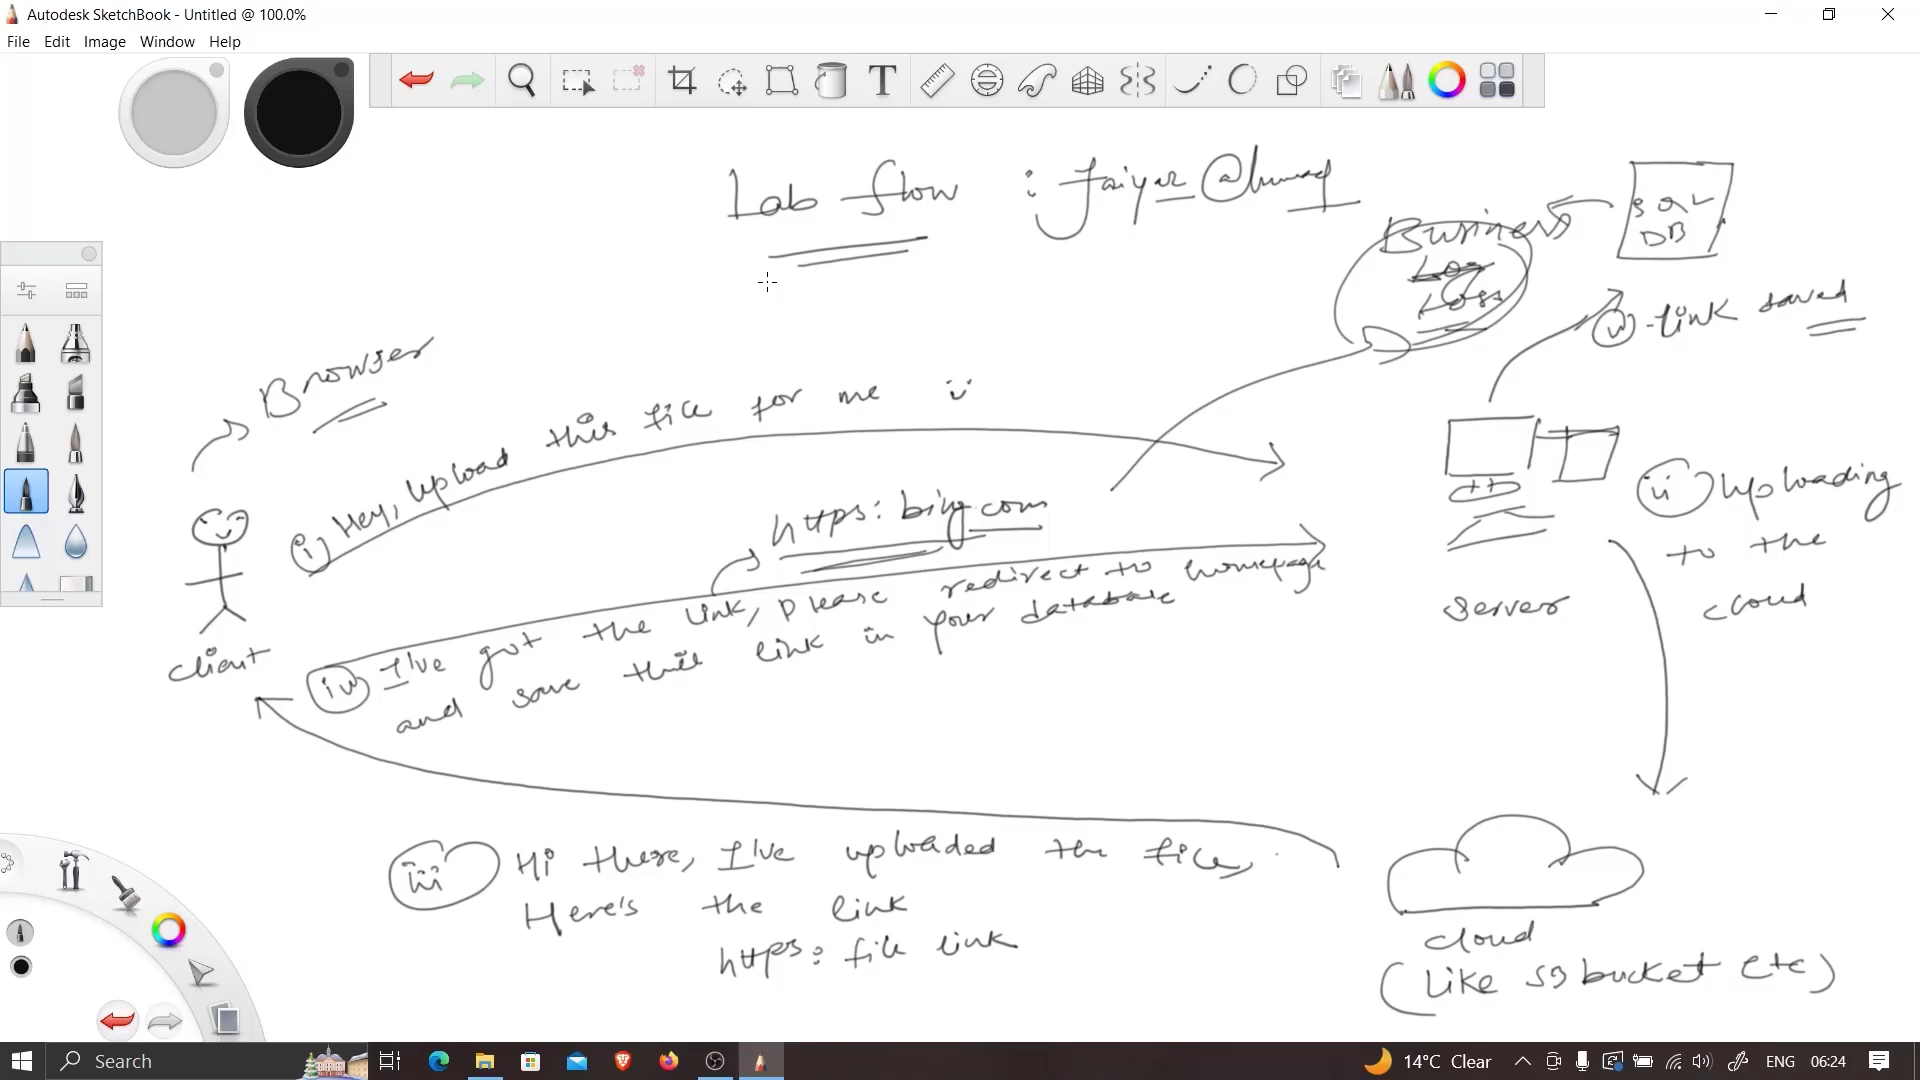 Autodesk SketchBook - Untitled @ 100.0%
File Edit Image Window Help
Lab flow : Faiyaz Ahmad
Business
Loss
SQL
DB
v) link saved
Browser
i) Hey, upload this file for me
https: bing.com
iv) I've got the link, please redirect to homepage
and save this link in your database
client
server
ii) Uploading
to the
cloud
iii) Hi there, I've uploaded the file,
Here's the link
https: file link
cloud
(Like S3 bucket etc)
Search
14°C Clear
ENG
06:24